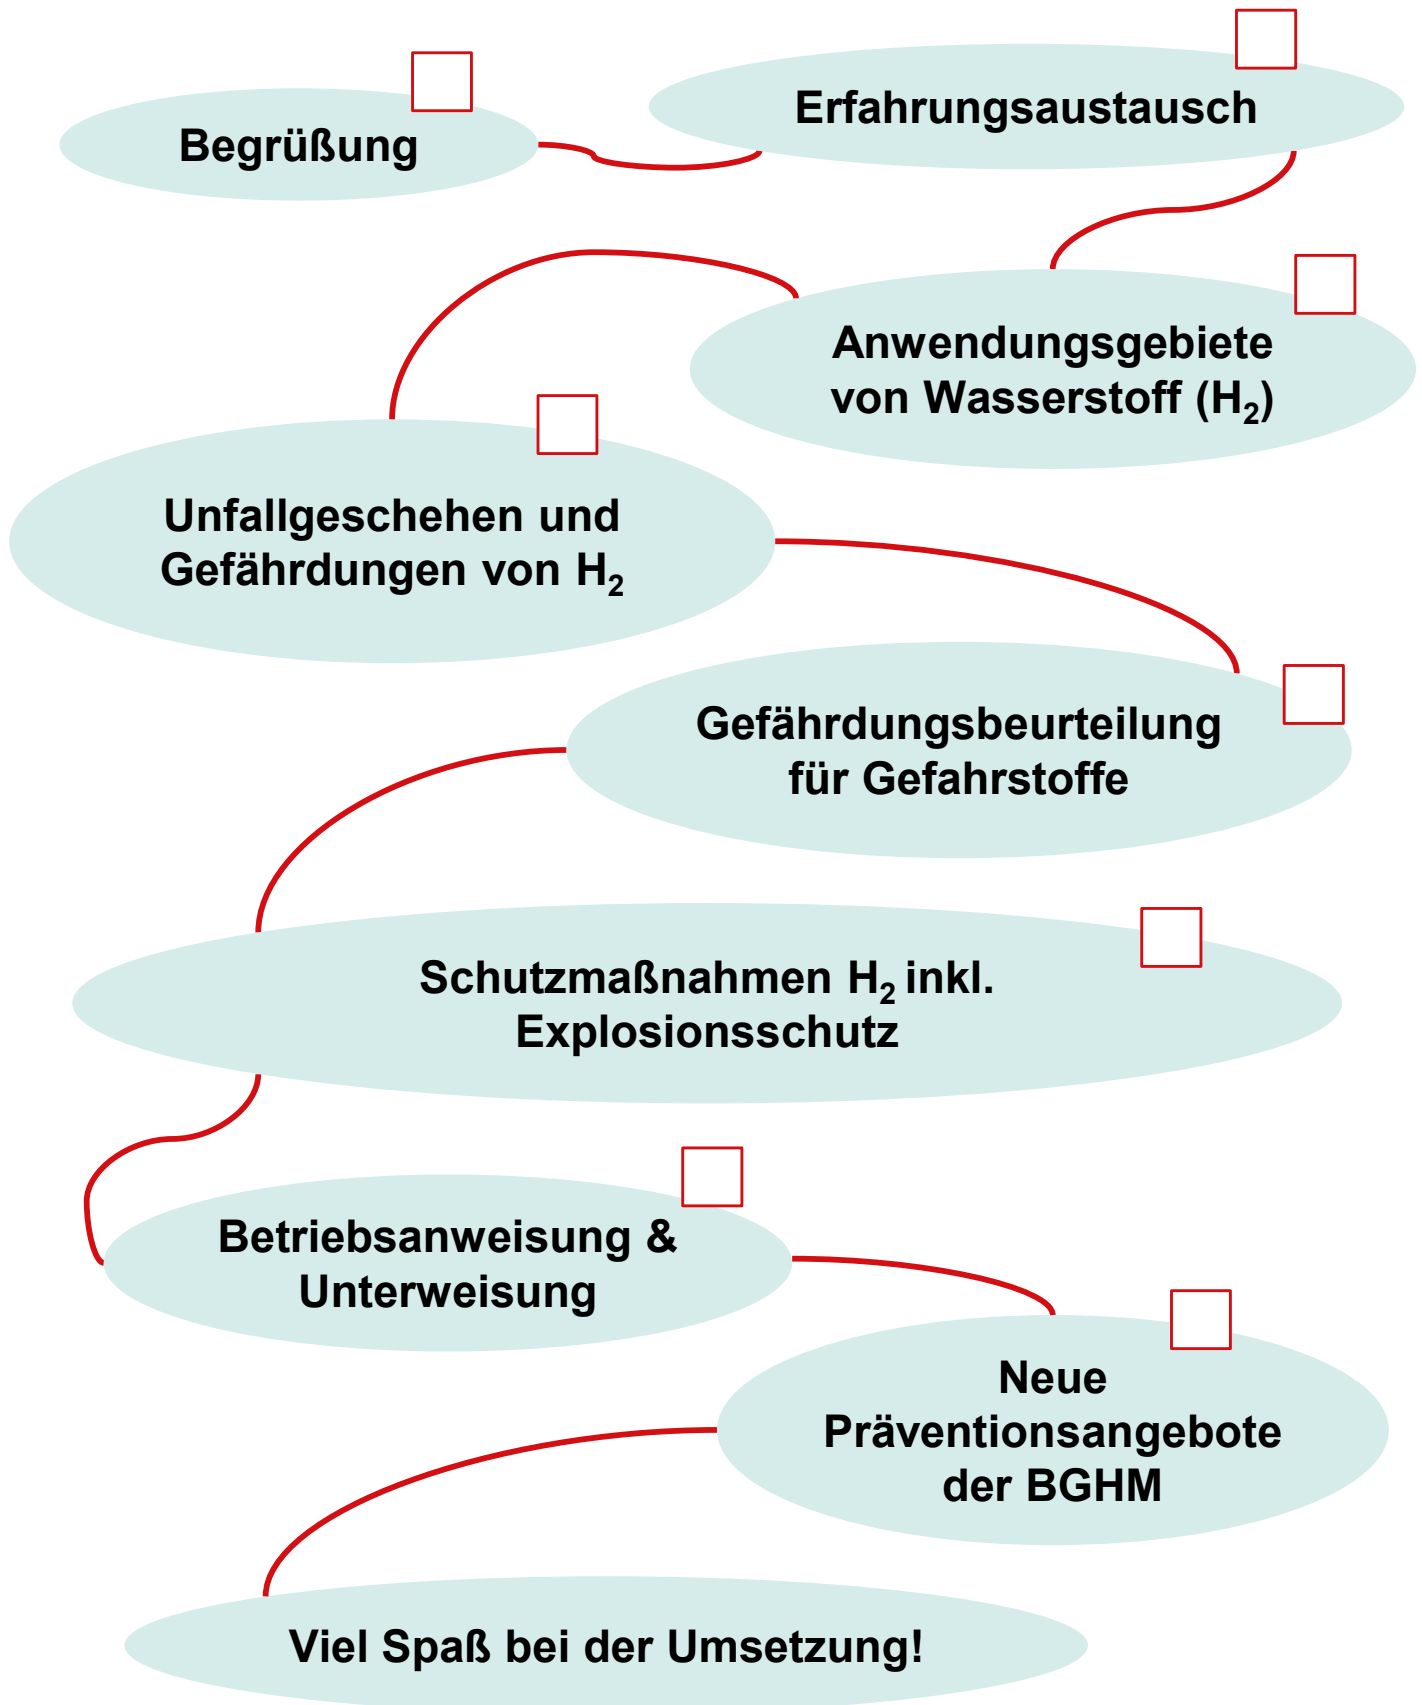 Begrüßung
Erfahrungsaustausch
Anwendungsgebiete
von Wasserstoff (H₂)
Unfallgeschehen und
Gefährdungen von H₂
Gefährdungsbeurteilung
für Gefahrstoffe
Schutzmaßnahmen H₂ inkl.
Explosionsschutz
Betriebsanweisung &
Unterweisung
Neue
Präventionsangebote
der BGHM
Viel Spaß bei der Umsetzung!